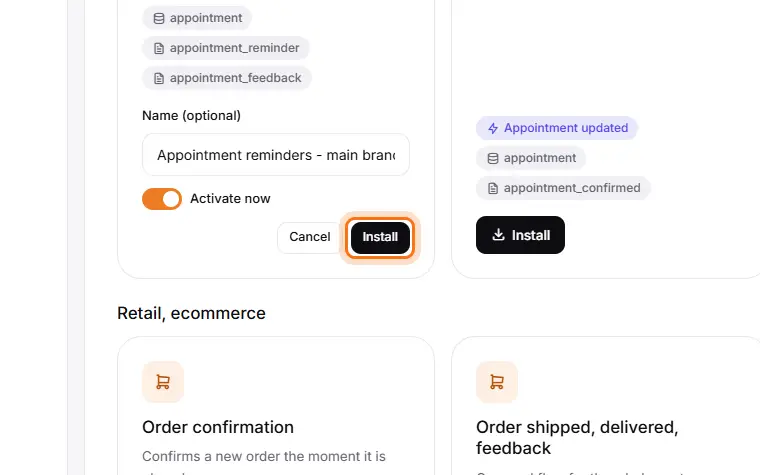 appointment
appointment_reminder
appointment_feedback
Name (optional)
Appointment reminders - main branc
Activate now
Cancel
Install
Appointment updated
appointment
appointment_confirmed
Install
Retail, ecommerce
Order confirmation
Confirms a new order the moment it is
Order shipped, delivered,
feedback